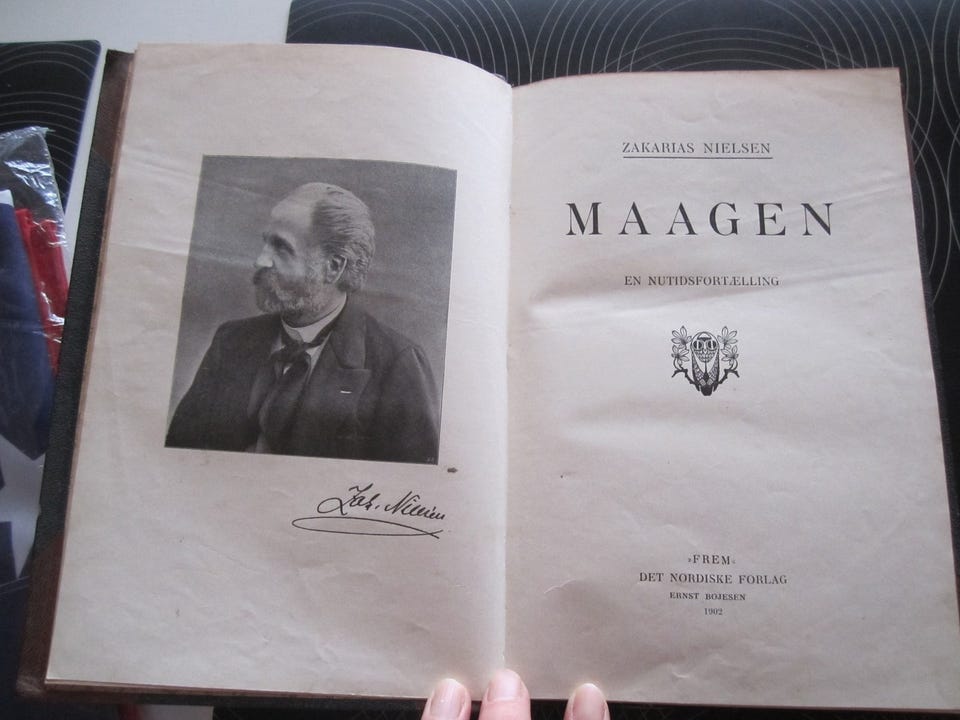 Zak. Nielsen
ZAKARIAS NIELSEN
MAAGEN
EN NUTIDSFORTÆLLING
»FREM«
DET NORDISKE FORLAG
ERNST BOJESEN
1902